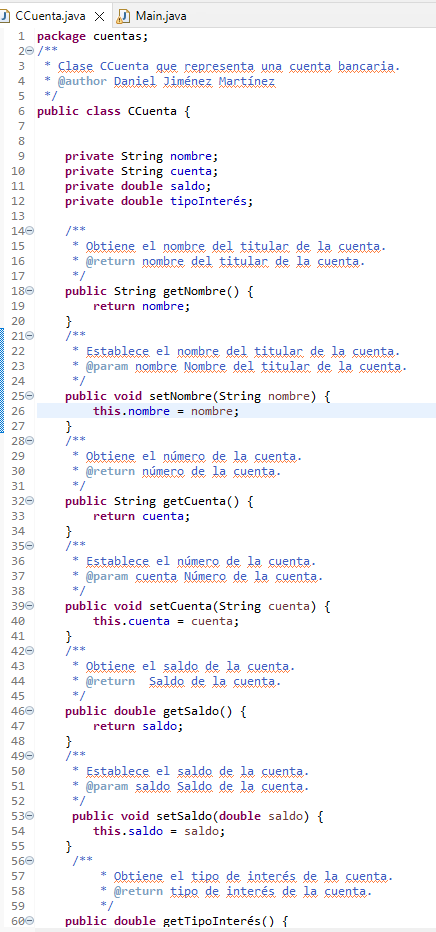 CCuenta.java
Main.java
1 package cuentas;
2 /**
3  * Clase CCuenta que representa una cuenta bancaria.
4  * @author Daniel Jiménez Martínez
5  */
6 public class CCuenta {
7
8
9     private String nombre;
10     private String cuenta;
11     private double saldo;
12     private double tipoInterés;
13
14     /**
15      * Obtiene el nombre del titular de la cuenta.
16      * @return nombre del titular de la cuenta.
17      */
18     public String getNombre() {
19         return nombre;
20     }
21     /**
22      * Establece el nombre del titular de la cuenta.
23      * @param nombre Nombre del titular de la cuenta.
24      */
25     public void setNombre(String nombre) {
26         this.nombre = nombre;
27     }
28     /**
29      * Obtiene el número de la cuenta.
30      * @return número de la cuenta.
31      */
32     public String getCuenta() {
33         return cuenta;
34     }
35     /**
36      * Establece el número de la cuenta.
37      * @param cuenta Número de la cuenta.
38      */
39     public void setCuenta(String cuenta) {
40         this.cuenta = cuenta;
41     }
42     /**
43      * Obtiene el saldo de la cuenta.
44      * @return  Saldo de la cuenta.
45      */
46     public double getSaldo() {
47         return saldo;
48     }
49     /**
50      * Establece el saldo de la cuenta.
51      * @param saldo Saldo de la cuenta.
52      */
53      public void setSaldo(double saldo) {
54         this.saldo = saldo;
55     }
56      /**
57          * Obtiene el tipo de interés de la cuenta.
58          * @return tipo de interés de la cuenta.
59          */
60     public double getTipoInterés() {